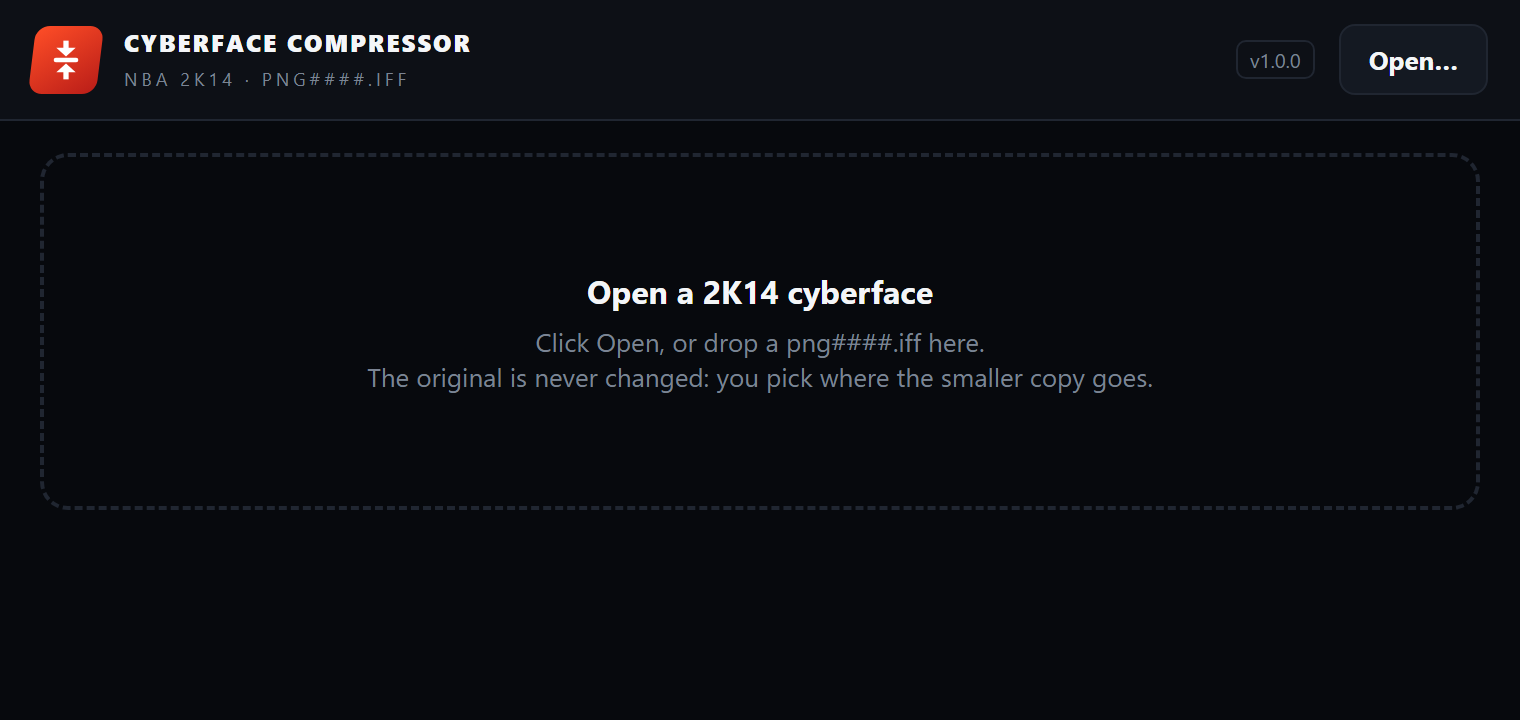 CYBERFACE COMPRESSOR
NBA 2K14 · PNG####.IFF
v1.0.0
Open...
Open a 2K14 cyberface
Click Open, or drop a png####.iff here.
The original is never changed: you pick where the smaller copy goes.